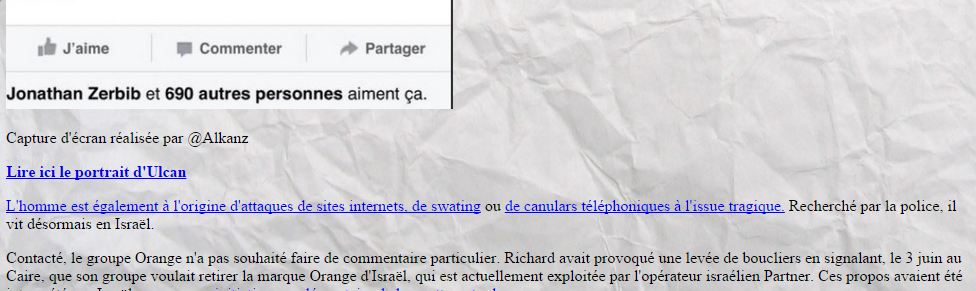 J'aime Commenter Partager
Jonathan Zerbib et 690 autres personnes aiment ça.
Capture d'écran réalisée par @Alkanz
Lire ici le portrait d'Ulcan
L'homme est également à l'origine d'attaques de sites internets, de swating ou de canulars téléphoniques à l'issue tragique. Recherché par la police, il
vit désormais en Israël.
Contacté, le groupe Orange n'a pas souhaité faire de commentaire particulier. Richard avait provoqué une levée de boucliers en signalant, le 3 juin au
Caire, que son groupe voulait retirer la marque Orange d'Israël, qui est actuellement exploitée par l'opérateur israélien Partner. Ces propos avaient été